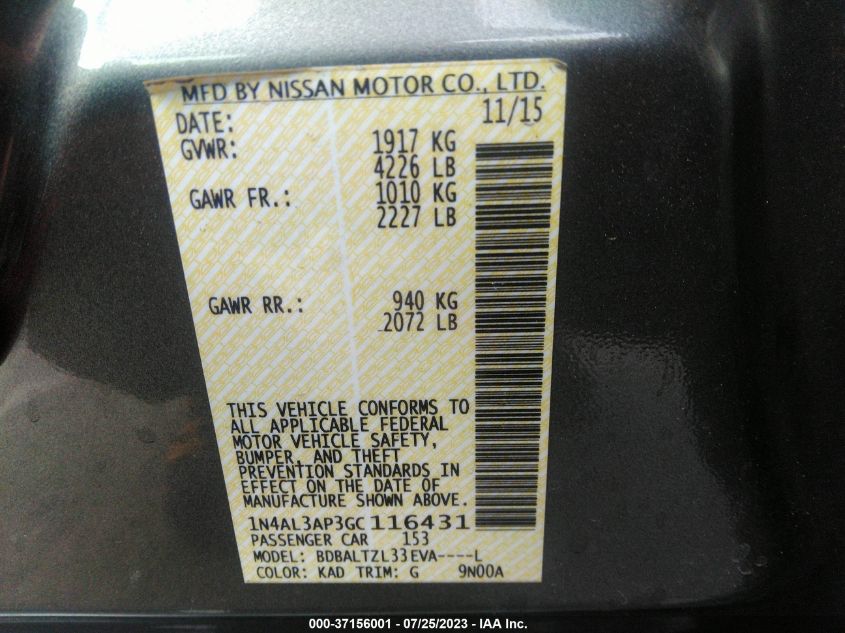 MFD BY NISSAN MOTOR CO., LTD.
DATE: 11/15
GVWR: 1917 KG
4226 LB
GAWR FR.: 1010 KG
2227 LB
GAWR RR.: 940 KG
2072 LB
THIS VEHICLE CONFORMS TO
ALL APPLICABLE FEDERAL
MOTOR VEHICLE SAFETY,
BUMPER, AND THEFT
PREVENTION STANDARDS IN
EFFECT ON THE DATE OF
MANUFACTURE SHOWN ABOVE.
1N4AL3AP3GC116431
PASSENGER CAR 153
MODEL: BDBALTZL33EVA----L
COLOR: KAD TRIM: G 9N00A
000-37156001 - 07/25/2023 - IAA Inc.